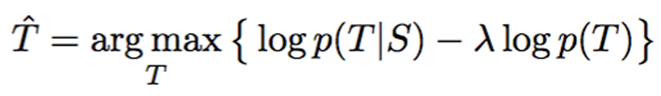 T̂ = arg max { log p(T|S) − λ log p(T)}
T